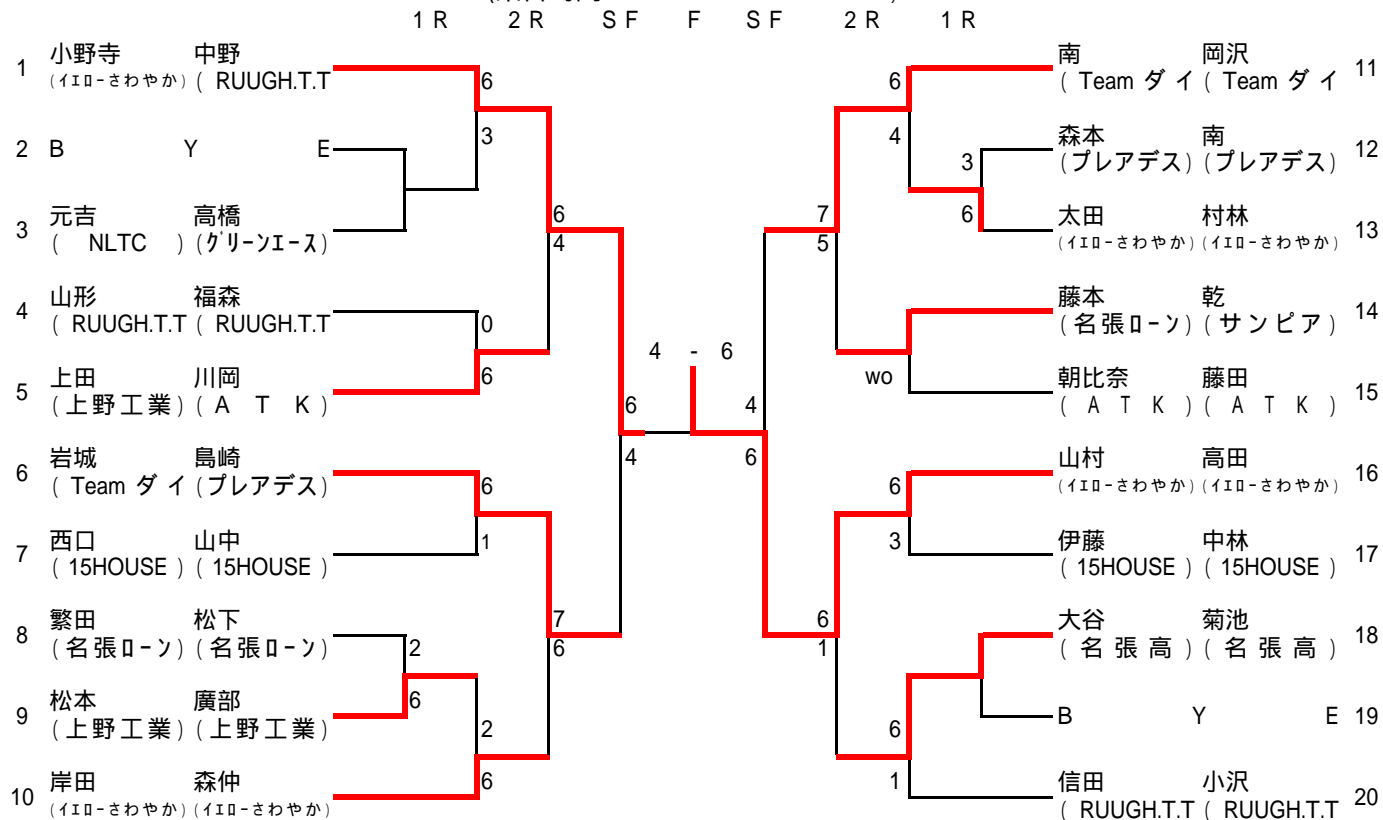 1 R 2 R S F F S F 2 R 1 R
1 小野寺 中野
(イエローさわやか) ( RUUGH.T.T
6
3
2 B Y E
3 元吉 高橋
( NLTC ) (グリーンエース)
6
4
4 山形 福森
( RUUGH.T.T ( RUUGH.T.T
0
6
5 上田 川岡
(上野工業) ( A T K )
6
4
6 岩城 島崎
( Team ダイ (プレアデス)
6
1
7 西口 山中
( 15HOUSE ) ( 15HOUSE )
7
6
8 繁田 松下
(名張ローン) (名張ローン)
2
6
9 松本 廣部
(上野工業) (上野工業)
2
6
10 岸田 森仲
(イエローさわやか) (イエローさわやか)
4 - 6
南 岡沢 11
( Team ダイ ( Team ダイ
6
4
森本 南 12
(プレアデス) (プレアデス)
3
6
太田 村林 13
(イエローさわやか) (イエローさわやか)
7
5
藤本 乾 14
(名張ローン) (サンピア)
wo
朝比奈 藤田 15
( A T K ) ( A T K )
4
6
山村 高田 16
(イエローさわやか) (イエローさわやか)
6
3
伊藤 中林 17
( 15HOUSE ) ( 15HOUSE )
6
1
大谷 菊池 18
( 名張高 ) ( 名張高 )
B Y E 19
6
1
信田 小沢 20
( RUUGH.T.T ( RUUGH.T.T